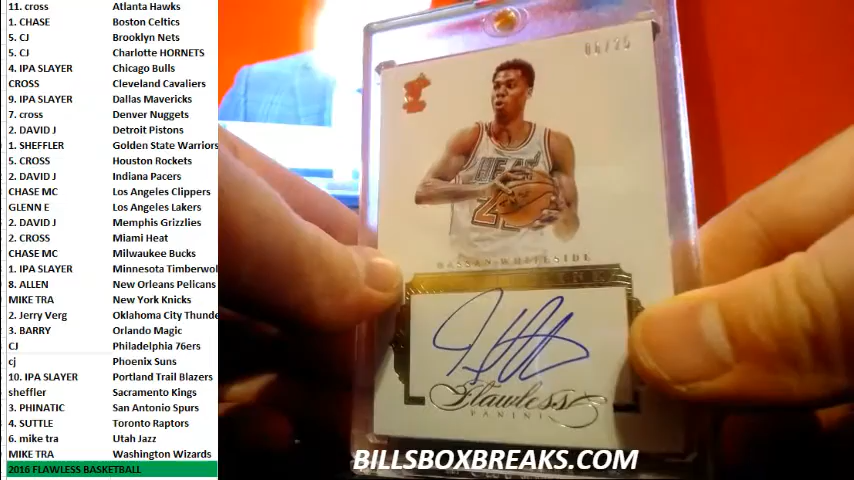 11. cross Atlanta Hawks
1. CHASE Boston Celtics
5. CJ Brooklyn Nets
5. CJ Charlotte HORNETS
4. IPA SLAYER Chicago Bulls
CROSS Cleveland Cavaliers
9. IPA SLAYER Dallas Mavericks
7. cross Denver Nuggets
2. DAVID J Detroit Pistons
1. SHEFFLER Golden State Warriors
5. CROSS Houston Rockets
2. DAVID J Indiana Pacers
CHASE MC Los Angeles Clippers
GLENN E Los Angeles Lakers
2. DAVID J Memphis Grizzlies
2. CROSS Miami Heat
CHASE MC Milwaukee Bucks
1. IPA SLAYER Minnesota Timberwol
8. ALLEN New Orleans Pelicans
MIKE TRA New York Knicks
2. Jerry Verg Oklahoma City Thunde
3. BARRY Orlando Magic
CJ Philadelphia 76ers
cj Phoenix Suns
10. IPA SLAYER Portland Trail Blazers
sheffler Sacramento Kings
3. PHINATIC San Antonio Spurs
4. SUTTLE Toronto Raptors
6. mike tra Utah Jazz
MIKE TRA Washington Wizards
2016 FLAWLESS BASKETBALL
HEAT
HASSAN WHITESIDE
Flawless
PANINI
BILLSBOXBREAKS.COM